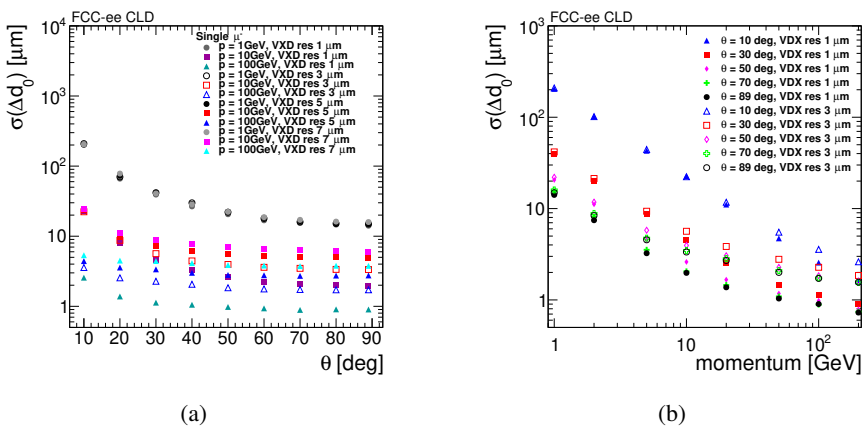 FCC-ee CLD
σ(Δd₀) [μm]
10³
10²
10
1
10 20 30 40 50 60 70 80 90
θ [deg]
Single μ⁻
p = 1GeV, VXD res 1 μm
p = 10GeV, VXD res 1 μm
p = 100GeV, VXD res 1 μm
p = 1GeV, VXD res 3 μm
p = 10GeV, VXD res 3 μm
p = 100GeV, VXD res 3 μm
p = 1GeV, VXD res 5 μm
p = 10GeV, VXD res 5 μm
p = 100GeV, VXD res 5 μm
p = 1GeV, VXD res 7 μm
p = 10GeV, VXD res 7 μm
p = 100GeV, VXD res 7 μm
(a)
FCC-ee CLD
σ(Δd₀) [μm]
10³
10²
10
1
1 10 10²
momentum [GeV]
θ = 10 deg, VDX res 1 μm
θ = 30 deg, VDX res 1 μm
θ = 50 deg, VDX res 1 μm
θ = 70 deg, VDX res 1 μm
θ = 89 deg, VDX res 1 μm
θ = 10 deg, VDX res 3 μm
θ = 30 deg, VDX res 3 μm
θ = 50 deg, VDX res 3 μm
θ = 70 deg, VDX res 3 μm
θ = 89 deg, VDX res 3 μm
(b)